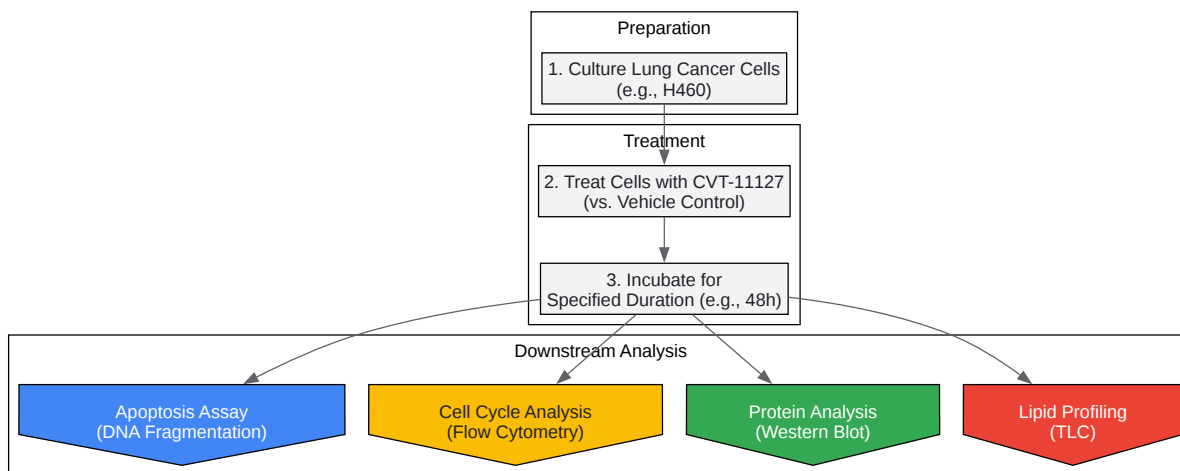 Preparation
1. Culture Lung Cancer Cells
(e.g., H460)
Treatment
2. Treat Cells with CVT-11127
(vs. Vehicle Control)
3. Incubate for
Specified Duration (e.g., 48h)
Downstream Analysis
Apoptosis Assay
(DNA Fragmentation)
Cell Cycle Analysis
(Flow Cytometry)
Protein Analysis
(Western Blot)
Lipid Profiling
(TLC)